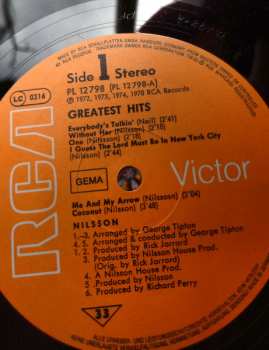 Side 1 Stereo
PL 12798 (PL 12798-A)
LC 0316
℗ 1972, 1973, 1974, 1978 RCA Records
GREATEST HITS
Everybody's Talkin' (Neil) (2'41)
Without Her (Nilsson) (2'18)
One (Nilsson) (2'18)
I Guess The Lord Must Be In New York City
(Nilsson) (2'44)
GEMA
RCA Victor
Me And My Arrow (Nilsson) (3'04)
Coconut (Nilsson) (3'48)
NILSSON
1.-3. Arranged by George Tipton
4. 5. Arranged & conducted by George Tipton
1. 2. Produced by Rick Jarrard
3. Produced by Nilsson House Prod.
(Orig. by Rick Jarrard)
4. A Nilsson House Prod.
5. Produced by Nilsson
6. Produced by Richard Perry
33